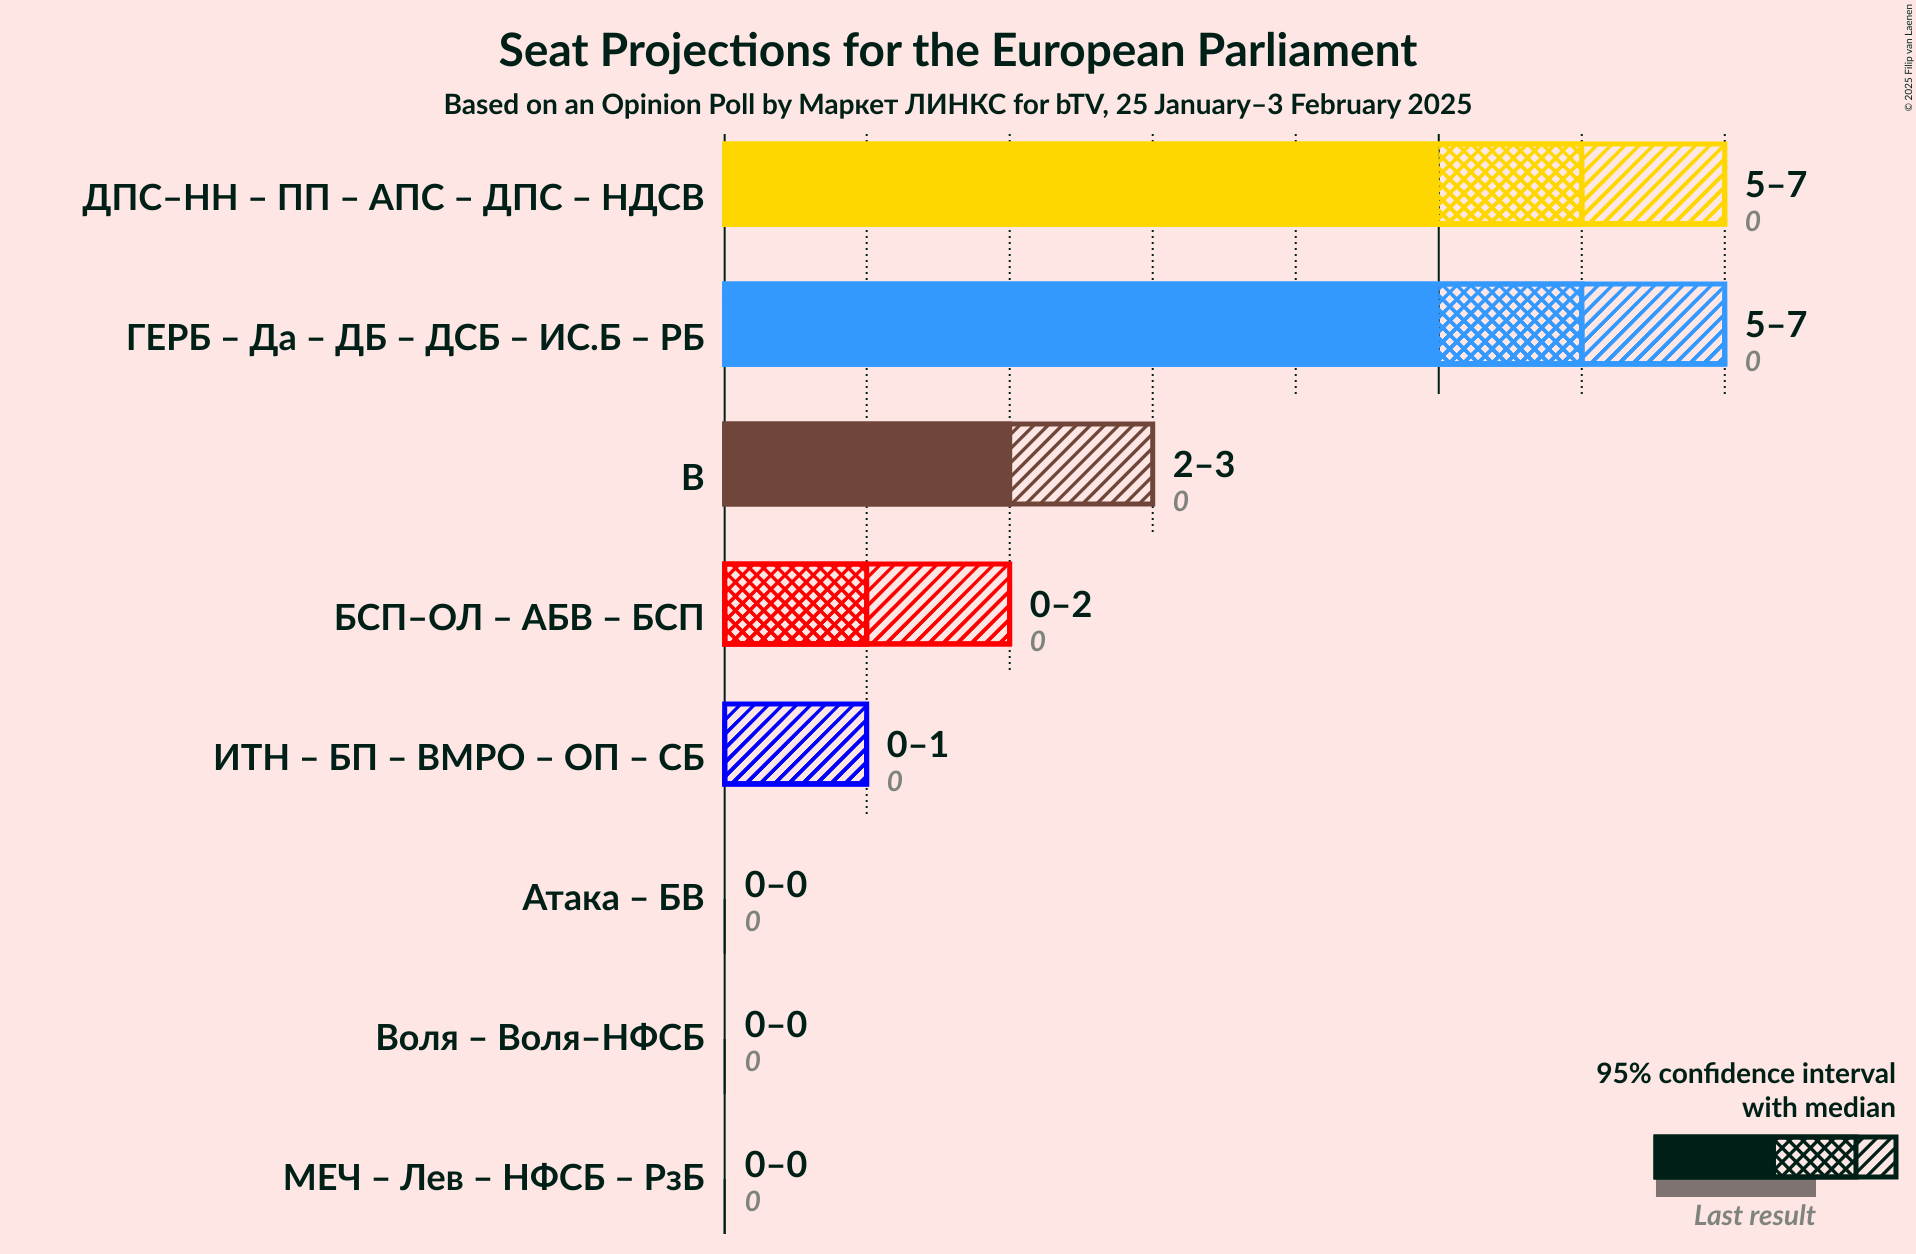 Seat Projections for the European Parliament
Based on an Opinion Poll by Маркет ЛИНКС for bTV, 25 January–3 February 2025
© 2025 Filip van Laenen
ДПС–НН – ПП – АПС – ДПС – НДСВ
5–7
0
ГЕРБ – Да – ДБ – ДСБ – ИС.Б – РБ
5–7
0
В
2–3
0
БСП–ОЛ – АБВ – БСП
0–2
0
ИТН – БП – ВМРО – ОП – СБ
0–1
0
Атака – БВ
0–0
0
Воля – Воля–НФСБ
0–0
0
МЕЧ – Лев – НФСБ – РзБ
0–0
0
95% confidence interval
with median
Last result